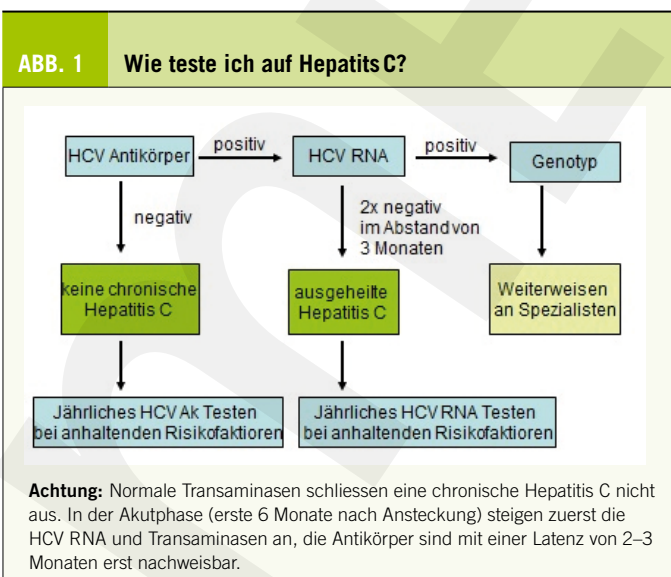 ABB. 1 Wie teste ich auf Hepatits C?
HCV Antikörper
positiv
HCV RNA
positiv
Genotyp
negativ
2x negativ
im Abstand von
3 Monaten
keine chronische
Hepatitis C
ausgeheilte
Hepatitis C
Weiterweisen
an Spezialisten
Jährliches HCV Ak Testen
bei anhaltenden Risikofaktioren
Jährliches HCV RNA Testen
bei anhaltenden Risikofaktioren
Achtung: Normale Transaminasen schliessen eine chronische Hepatitis C nicht
aus. In der Akutphase (erste 6 Monate nach Ansteckung) steigen zuerst die
HCV RNA und Transaminasen an, die Antikörper sind mit einer Latenz von 2–3
Monaten erst nachweisbar.